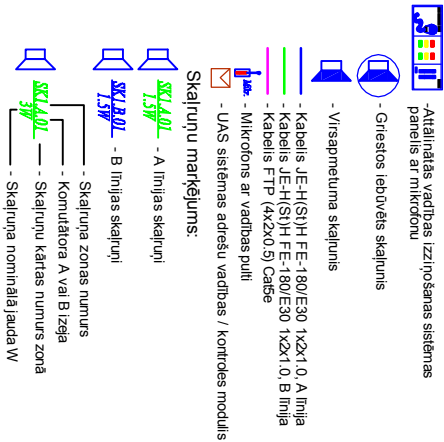 -Attālinātās vadības izziņošanas sistēmas
panelis ar mikrofonu
- Griestos iebūvēts skaļrunis
- Virsapmetuma skaļrunis
- Kabelis JE-H(St)H FE-180/E30 1x2x1.0, A līnija
- Kabelis JE-H(St)H FE-180/E30 1x2x1.0, B līnija
- Kabelis FTP (4x2x0.5) Cat5e
Mikr.
- Mikrofons ar vadības pulti
- UAS sistēmas adrešu vadības / kontroles modulis
Skaļruņu marķējums:
SK1.A.01
1.5W
- A līnijas skaļruņi
SK1.B.01
1.5W
- B līnijas skaļruņi
SK1.A.01
3W
- Skaļruņa zonas numurs
- Komutātora A vai B izeja
- Skaļruņu kārtas numurs zonā
- Skaļruņa nominālā jauda W